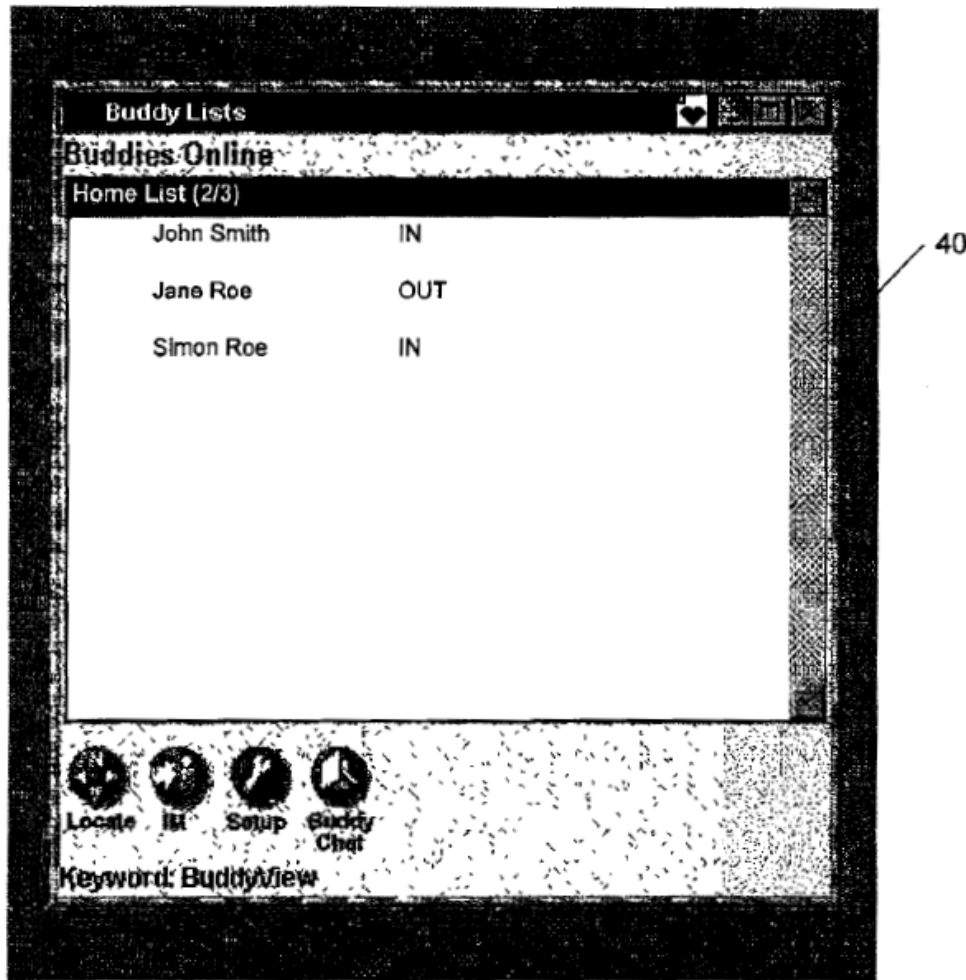 Buddy Lists
Buddies Online
Home List (2/3)
John Smith IN
Jane Roe OUT
Simon Roe IN
40
Locate IM Setup Buddy Chat
Keyword: BuddyView